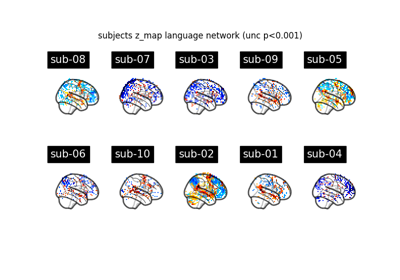 subjects z_map language network (unc p<0.001)
sub-08 sub-07 sub-03 sub-09 sub-05
sub-06 sub-10 sub-02 sub-01 sub-04